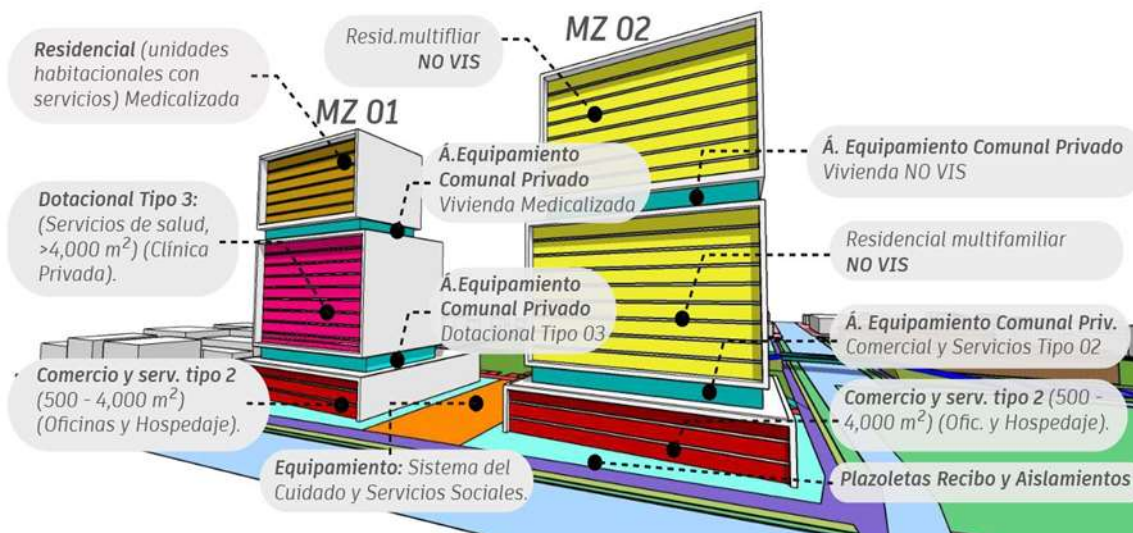 MZ 01
MZ 02
Residencial (unidades
habitacionales con
servicios) Medicalizada
Dotacional Tipo 3:
(Servicios de salud,
>4,000 m²) (Clínica
Privada).
Comercio y serv. tipo 2
(500 - 4,000 m²)
(Oficinas y Hospedaje).
Resid.multifliar
NO VIS
Á.Equipamiento
Comunal Privado
Vivienda Medicalizada
Á.Equipamiento
Comunal Privado
Dotacional Tipo 03
Equipamiento: Sistema del
Cuidado y Servicios Sociales.
Á. Equipamiento Comunal Privado
Vivienda NO VIS
Residencial multifamiliar
NO VIS
Á. Equipamiento Comunal Priv.
Comercial y Servicios Tipo 02
Comercio y serv. tipo 2 (500 -
4,000 m²) (Ofic. y Hospedaje).
Plazoletas Recibo y Aislamientos